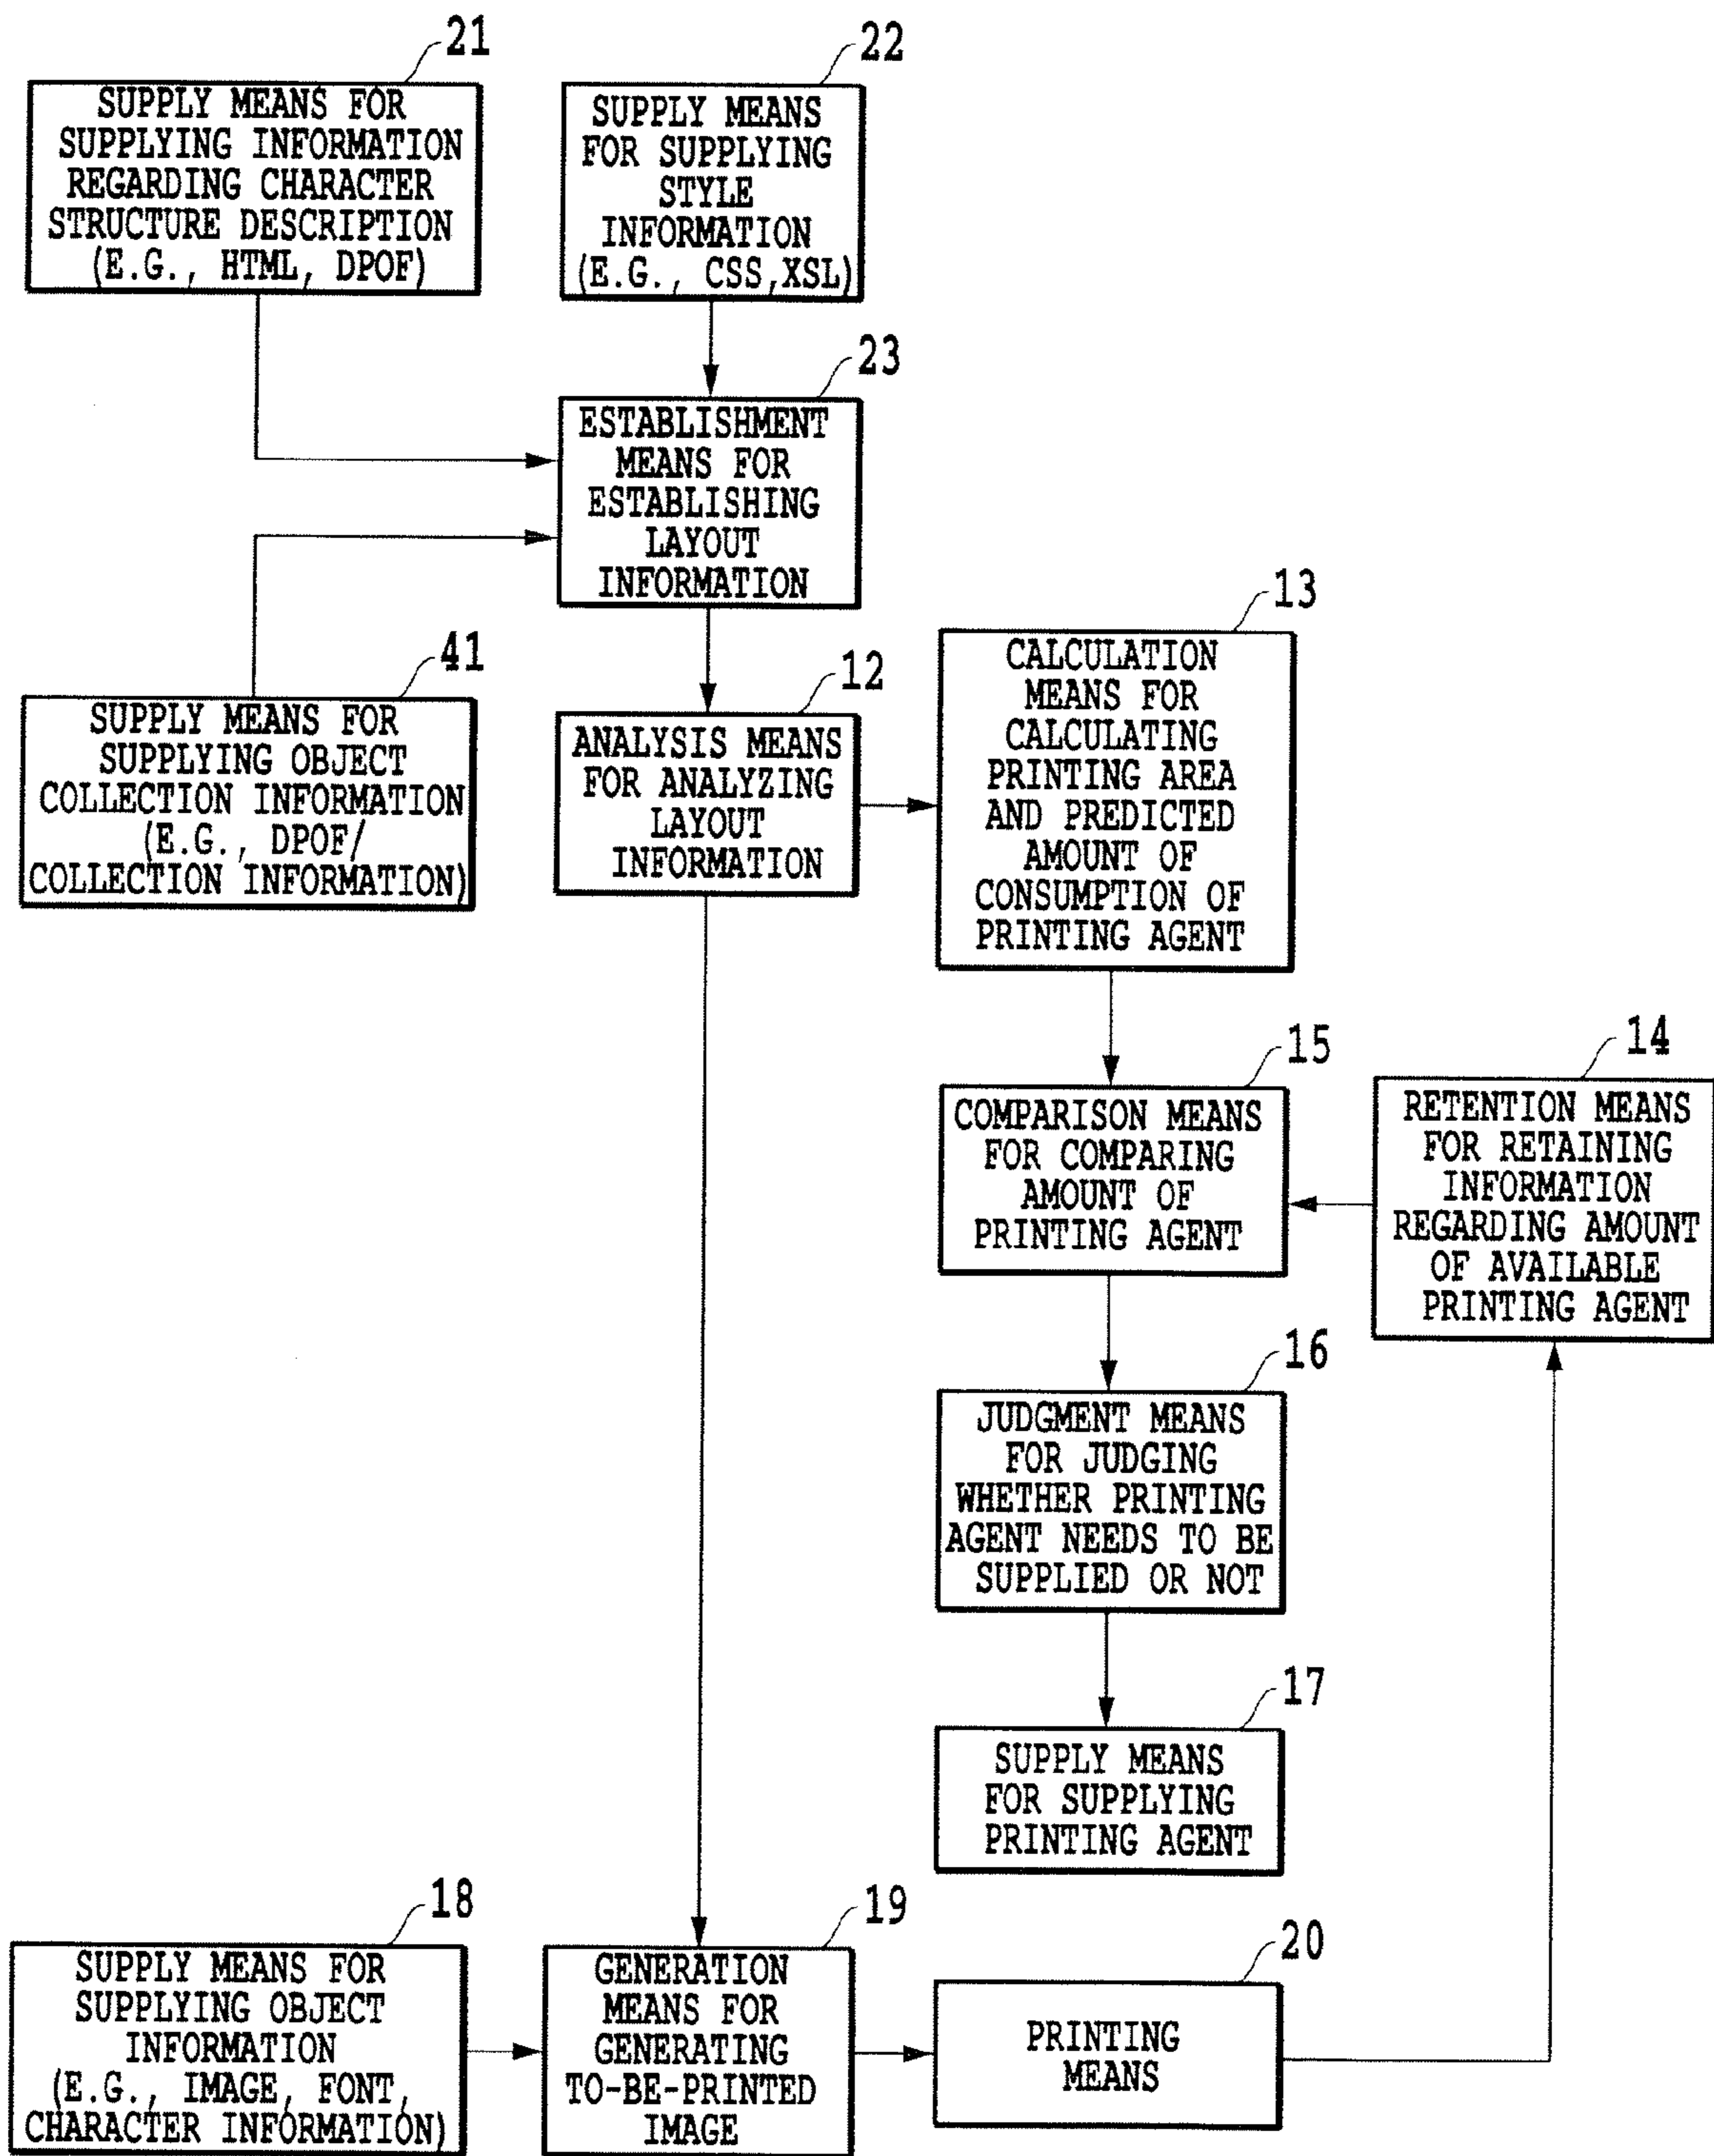 21
SUPPLY MEANS FOR
SUPPLYING INFORMATION
REGARDING CHARACTER
STRUCTURE DESCRIPTION
(E.G., HTML, DPOF)
22
SUPPLY MEANS
FOR SUPPLYING
STYLE
INFORMATION
(E.G., CSS,XSL)
23
ESTABLISHMENT
MEANS FOR
ESTABLISHING
LAYOUT
INFORMATION
41
SUPPLY MEANS FOR
SUPPLYING OBJECT
COLLECTION INFORMATION
(E.G., DPOF/
COLLECTION INFORMATION)
12
ANALYSIS MEANS
FOR ANALYZING
LAYOUT
INFORMATION
13
CALCULATION
MEANS FOR
CALCULATING
PRINTING AREA
AND PREDICTED
AMOUNT OF
CONSUMPTION OF
PRINTING AGENT
15
COMPARISON MEANS
FOR COMPARING
AMOUNT OF
PRINTING AGENT
14
RETENTION MEANS
FOR RETAINING
INFORMATION
REGARDING AMOUNT
OF AVAILABLE
PRINTING AGENT
16
JUDGMENT MEANS
FOR JUDGING
WHETHER PRINTING
AGENT NEEDS TO BE
SUPPLIED OR NOT
17
SUPPLY MEANS
FOR SUPPLYING
PRINTING AGENT
18
SUPPLY MEANS FOR
SUPPLYING OBJECT
INFORMATION
(E.G., IMAGE, FONT,
CHARACTER INFORMATION)
19
GENERATION
MEANS FOR
GENERATING
TO-BE-PRINTED
IMAGE
20
PRINTING
MEANS